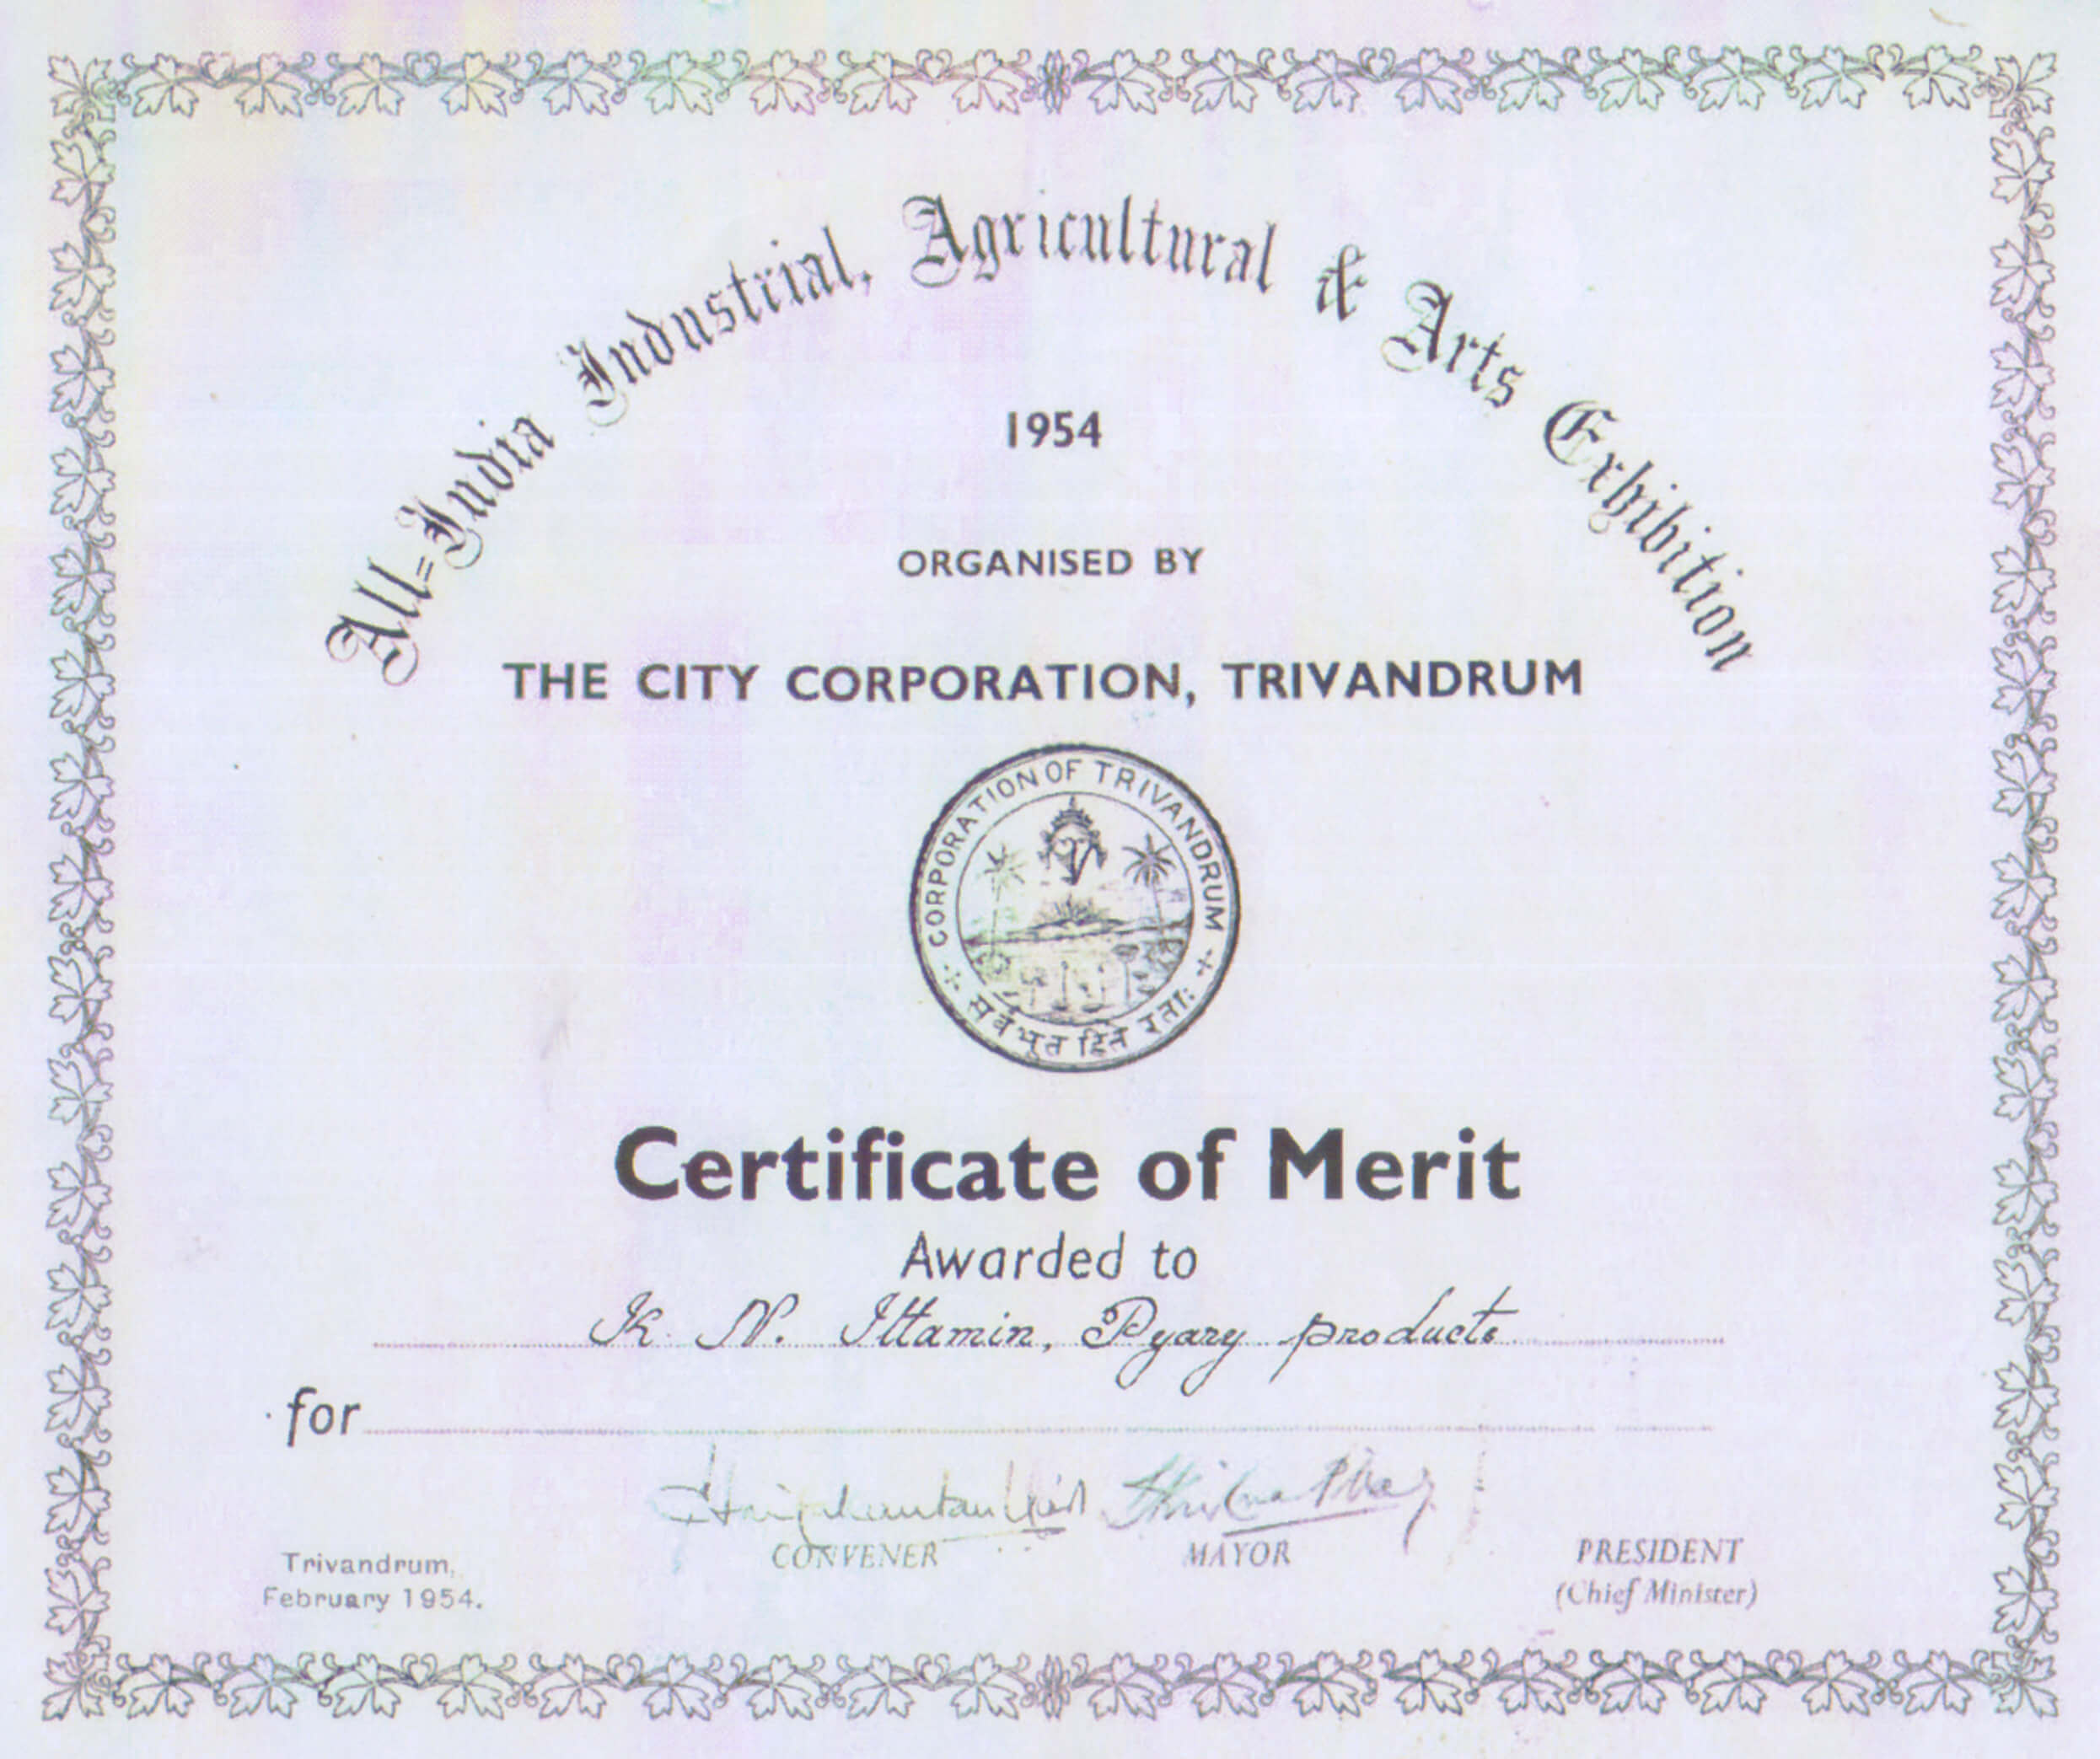 All=India Industrial, Agricultural & Arts Exhibition
1954
ORGANISED BY
THE CITY CORPORATION, TRIVANDRUM
CORPORATION OF TRIVANDRUM
सर्वभूत हिते रताः
Certificate of Merit
Awarded to
K. N. Ittamin, Pyary products
for
CONVENER
MAYOR
PRESIDENT
(Chief Minister)
Trivandrum,
February 1954.